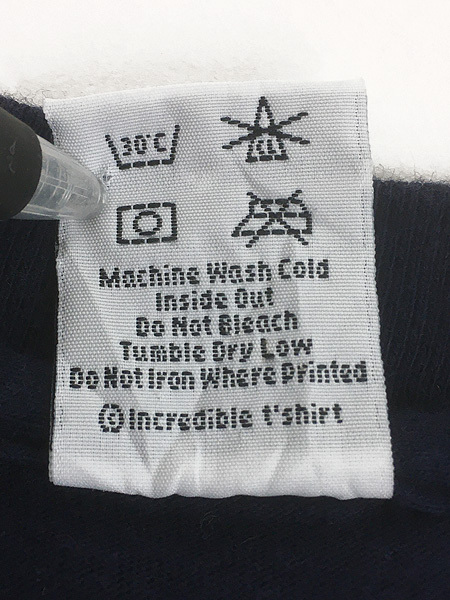 30°C
CL
Machine Wash Cold
Inside Out
Do Not Bleach
Tumble Dry Low
Do Not Iron Where Printed
Incredible t'shirt